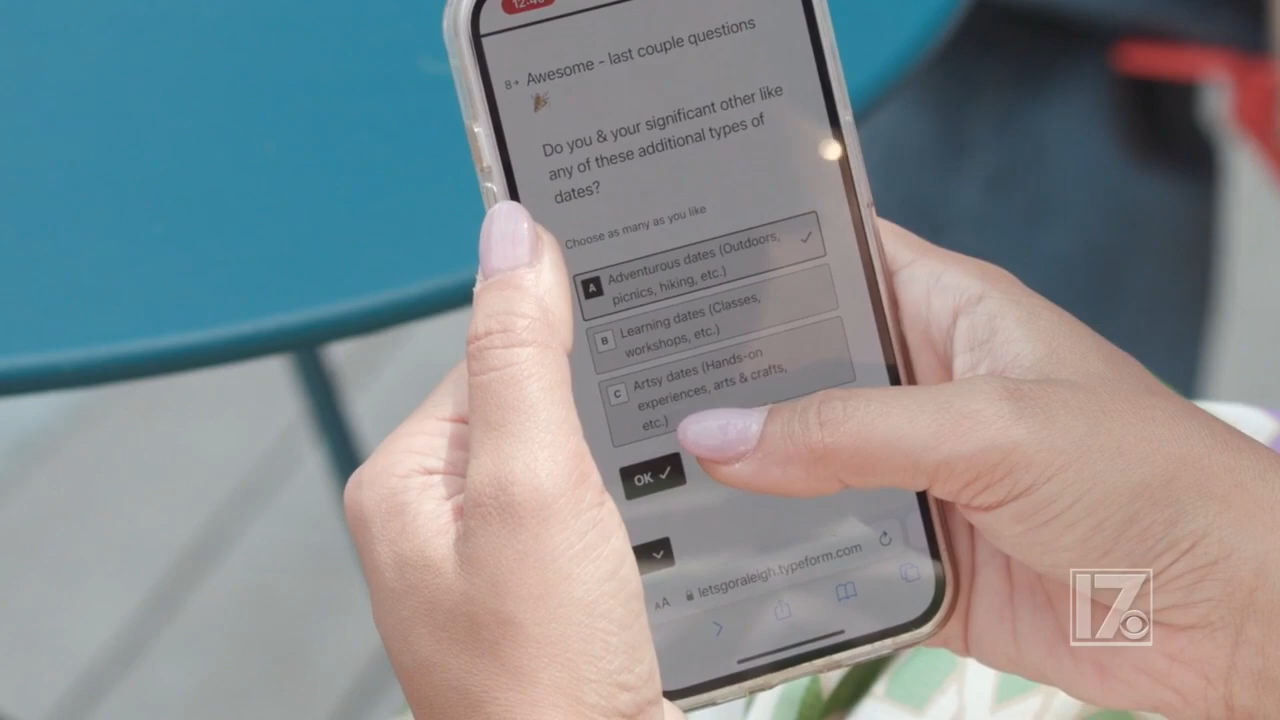 12:40
8→ Awesome - last couple questions
🎉
Do you & your significant other like
any of these additional types of
dates?
Choose as many as you like
A Adventurous dates (Outdoors,
picnics, hiking, etc.)
B Learning dates (Classes,
workshops, etc.)
C Artsy dates (Hands-on
experiences, arts & crafts,
etc.)
OK ✓
AA letsgoraleigh.typeform.com
17